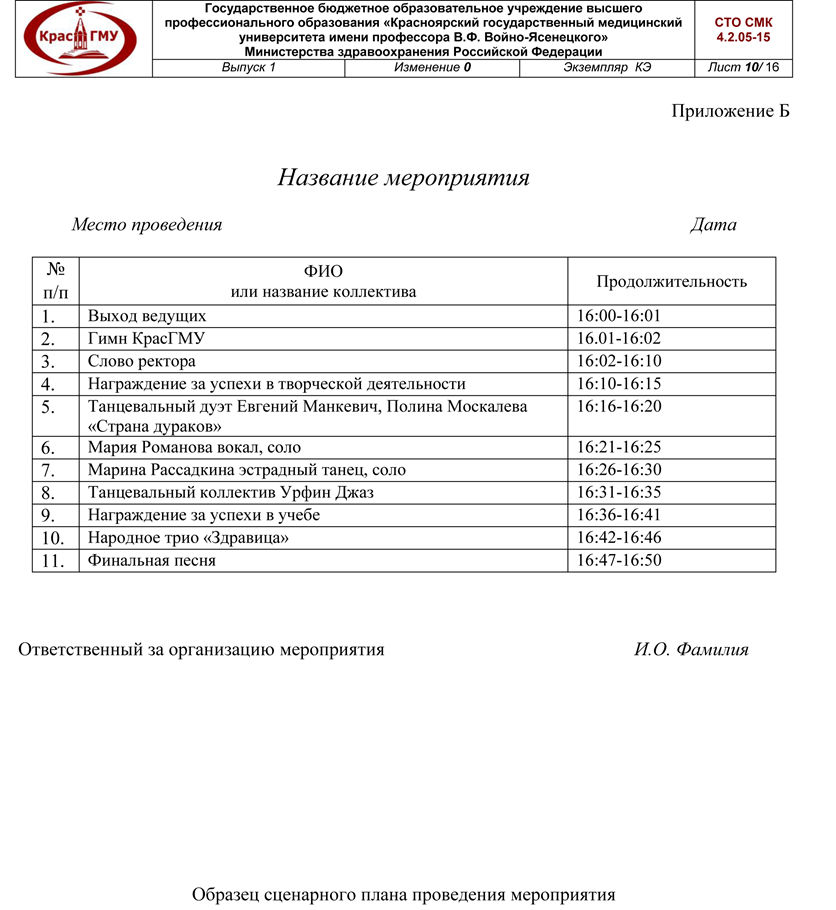 КрасГМУ
Государственное бюджетное образовательное учреждение высшего
профессионального образования «Красноярский государственный медицинский
университета имени профессора В.Ф. Войно-Ясенецкого»
Министерства здравоохранения Российской Федерации
СТО СМК
4.2.05-15
Выпуск 1
Изменение 0
Экземпляр КЭ
Лист 10/ 16
Приложение Б
Название мероприятия
Место проведения Дата
№
п/п
ФИО
или название коллектива
Продолжительность
1. Выход ведущих 16:00-16:01
2. Гимн КрасГМУ 16.01-16:02
3. Слово ректора 16:02-16:10
4. Награждение за успехи в творческой деятельности 16:10-16:15
5. Танцевальный дуэт Евгений Манкевич, Полина Москалева 16:16-16:20
«Страна дураков»
6. Мария Романова вокал, соло 16:21-16:25
7. Марина Рассадкина эстрадный танец, соло 16:26-16:30
8. Танцевальный коллектив Урфин Джаз 16:31-16:35
9. Награждение за успехи в учебе 16:36-16:41
10. Народное трио «Здравица» 16:42-16:46
11. Финальная песня 16:47-16:50
Ответственный за организацию мероприятия И.О. Фамилия
Образец сценарного плана проведения мероприятия